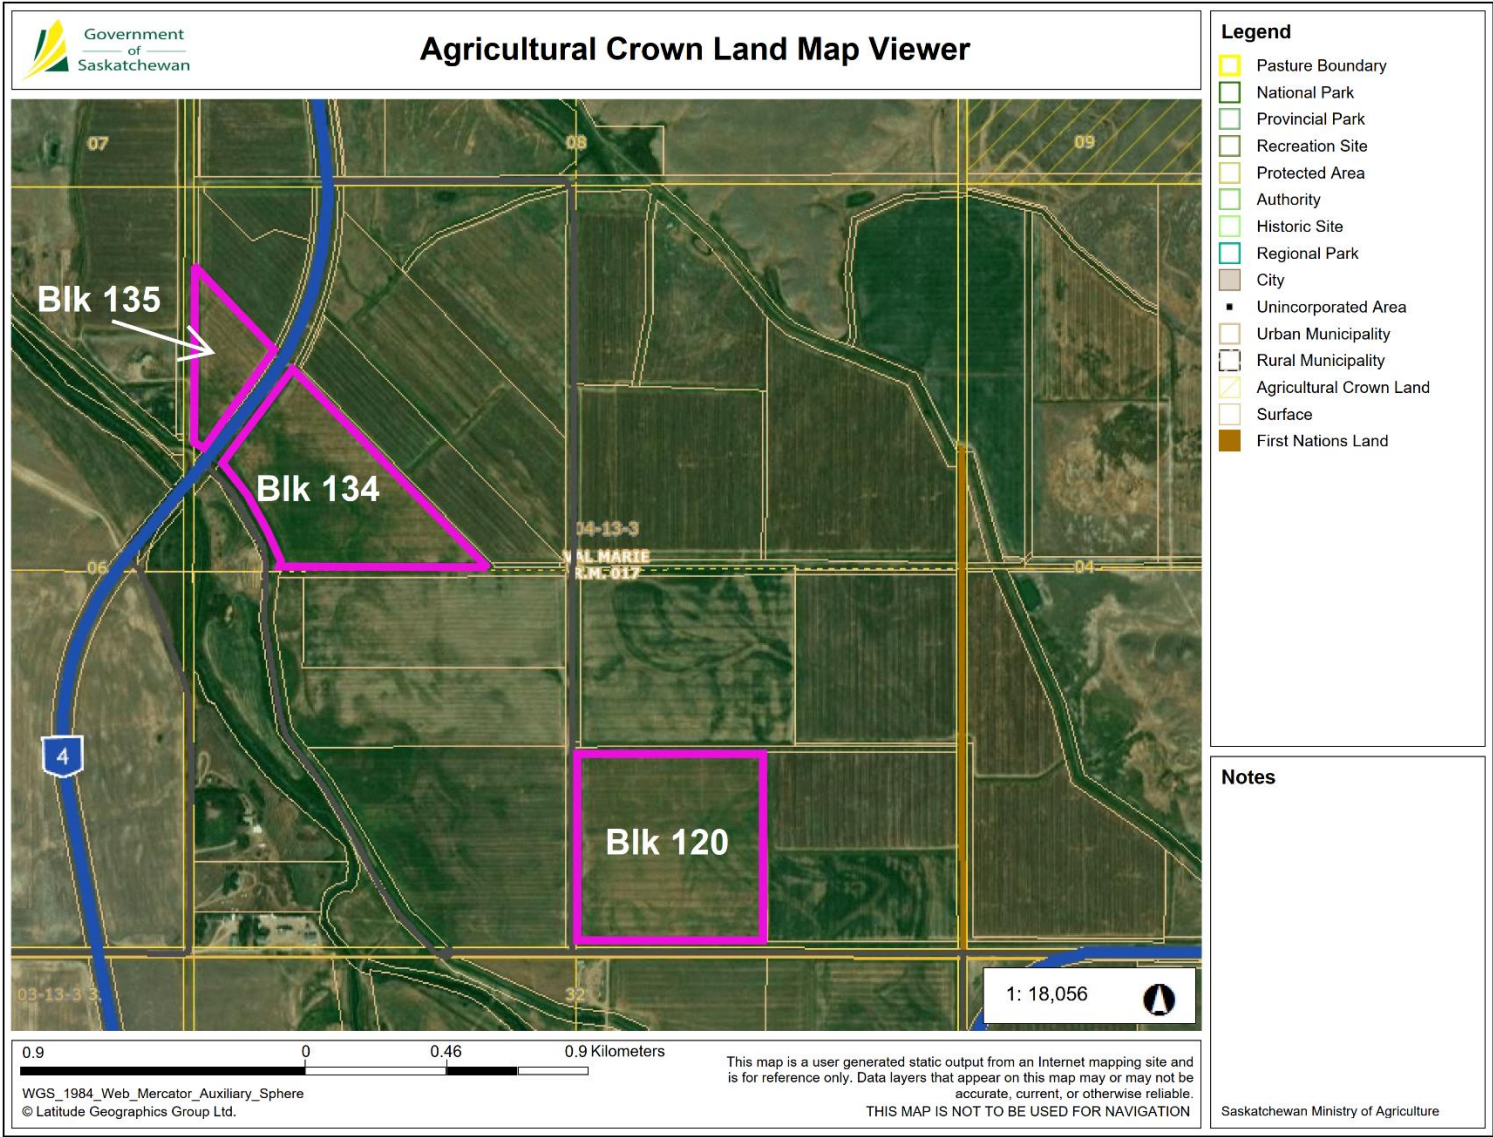 Government
of
Saskatchewan
Agricultural Crown Land Map Viewer
07
08
09
Blk 135
Blk 134
04-13-3
VAL MARIE
R.M. 017
06
04
4
Blk 120
03-13-3 3
32
1: 18,056
Legend
Pasture Boundary
National Park
Provincial Park
Recreation Site
Protected Area
Authority
Historic Site
Regional Park
City
Unincorporated Area
Urban Municipality
Rural Municipality
Agricultural Crown Land
Surface
First Nations Land
Notes
0.9 0 0.46 0.9 Kilometers
WGS_1984_Web_Mercator_Auxiliary_Sphere
© Latitude Geographics Group Ltd.
This map is a user generated static output from an Internet mapping site and
is for reference only. Data layers that appear on this map may or may not be
accurate, current, or otherwise reliable.
THIS MAP IS NOT TO BE USED FOR NAVIGATION
Saskatchewan Ministry of Agriculture